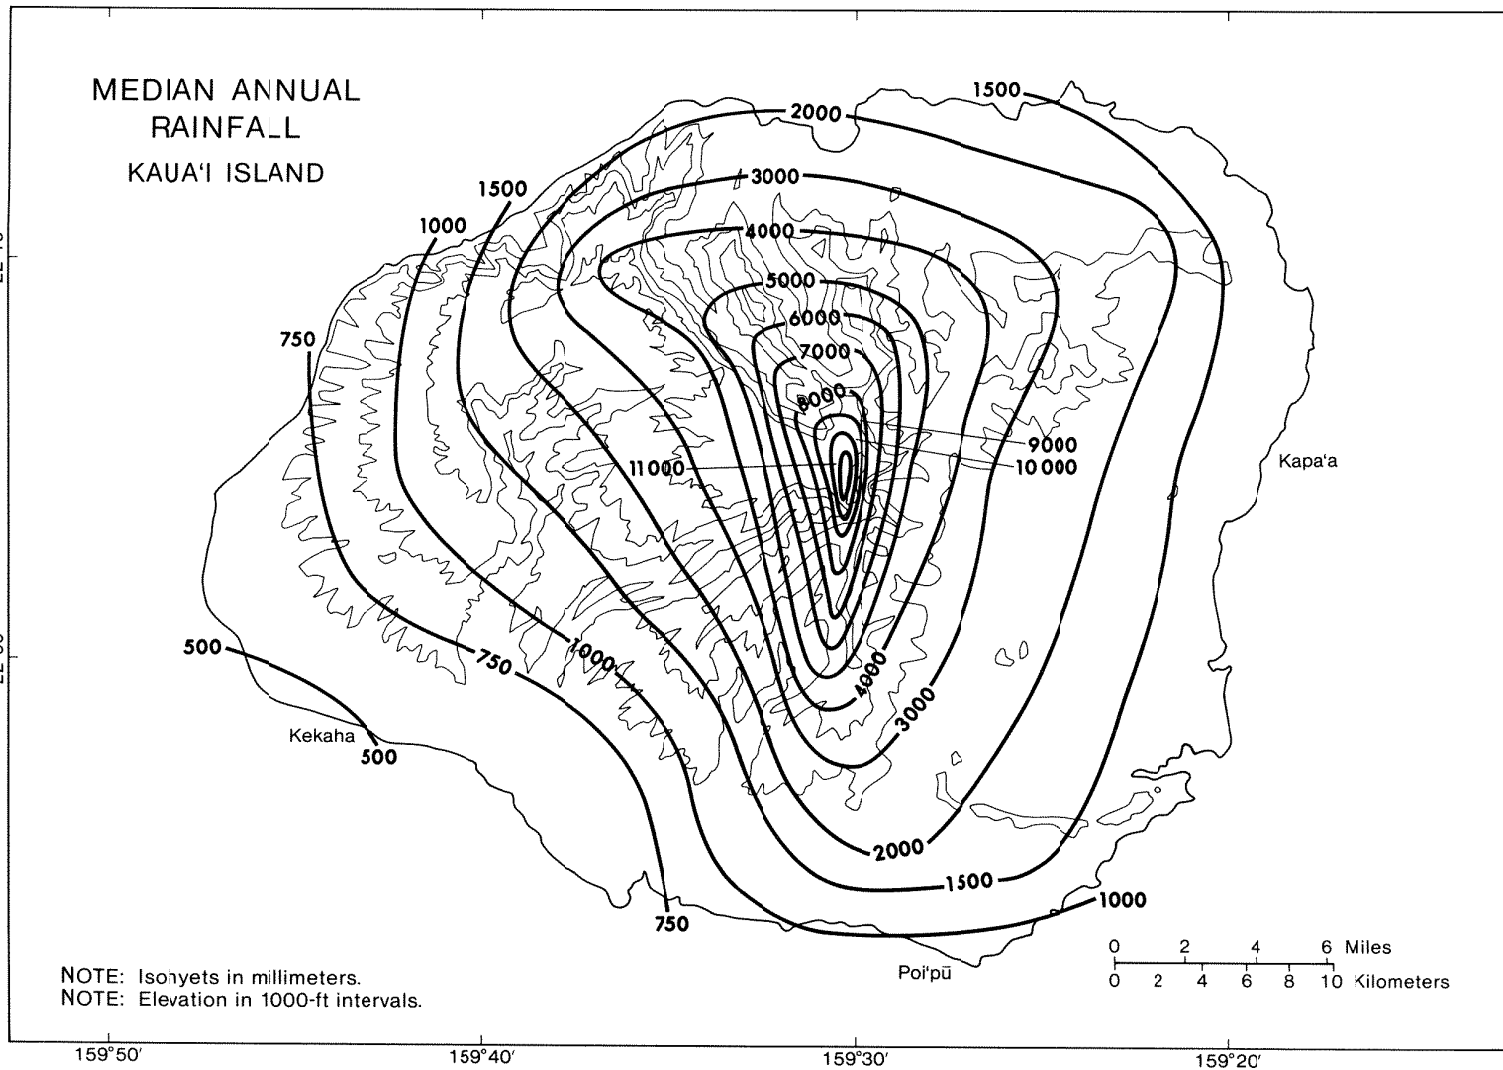 MEDIAN ANNUAL
RAINFALL
KAUA‘I ISLAND
1500
2000
3000
1500
1000
4000
5000
6000
7000
750
8000
9000
10 000
11 000
Kapa‘a
500
750
1000
4000
3000
Kekaha
500
2000
1500
1000
750
Poi‘pū
0 2 4 6 Miles
0 2 4 6 8 10 Kilometers
NOTE: Isohyets in millimeters.
NOTE: Elevation in 1000-ft intervals.
159°50′ 159°40′ 159°30′ 159°20′